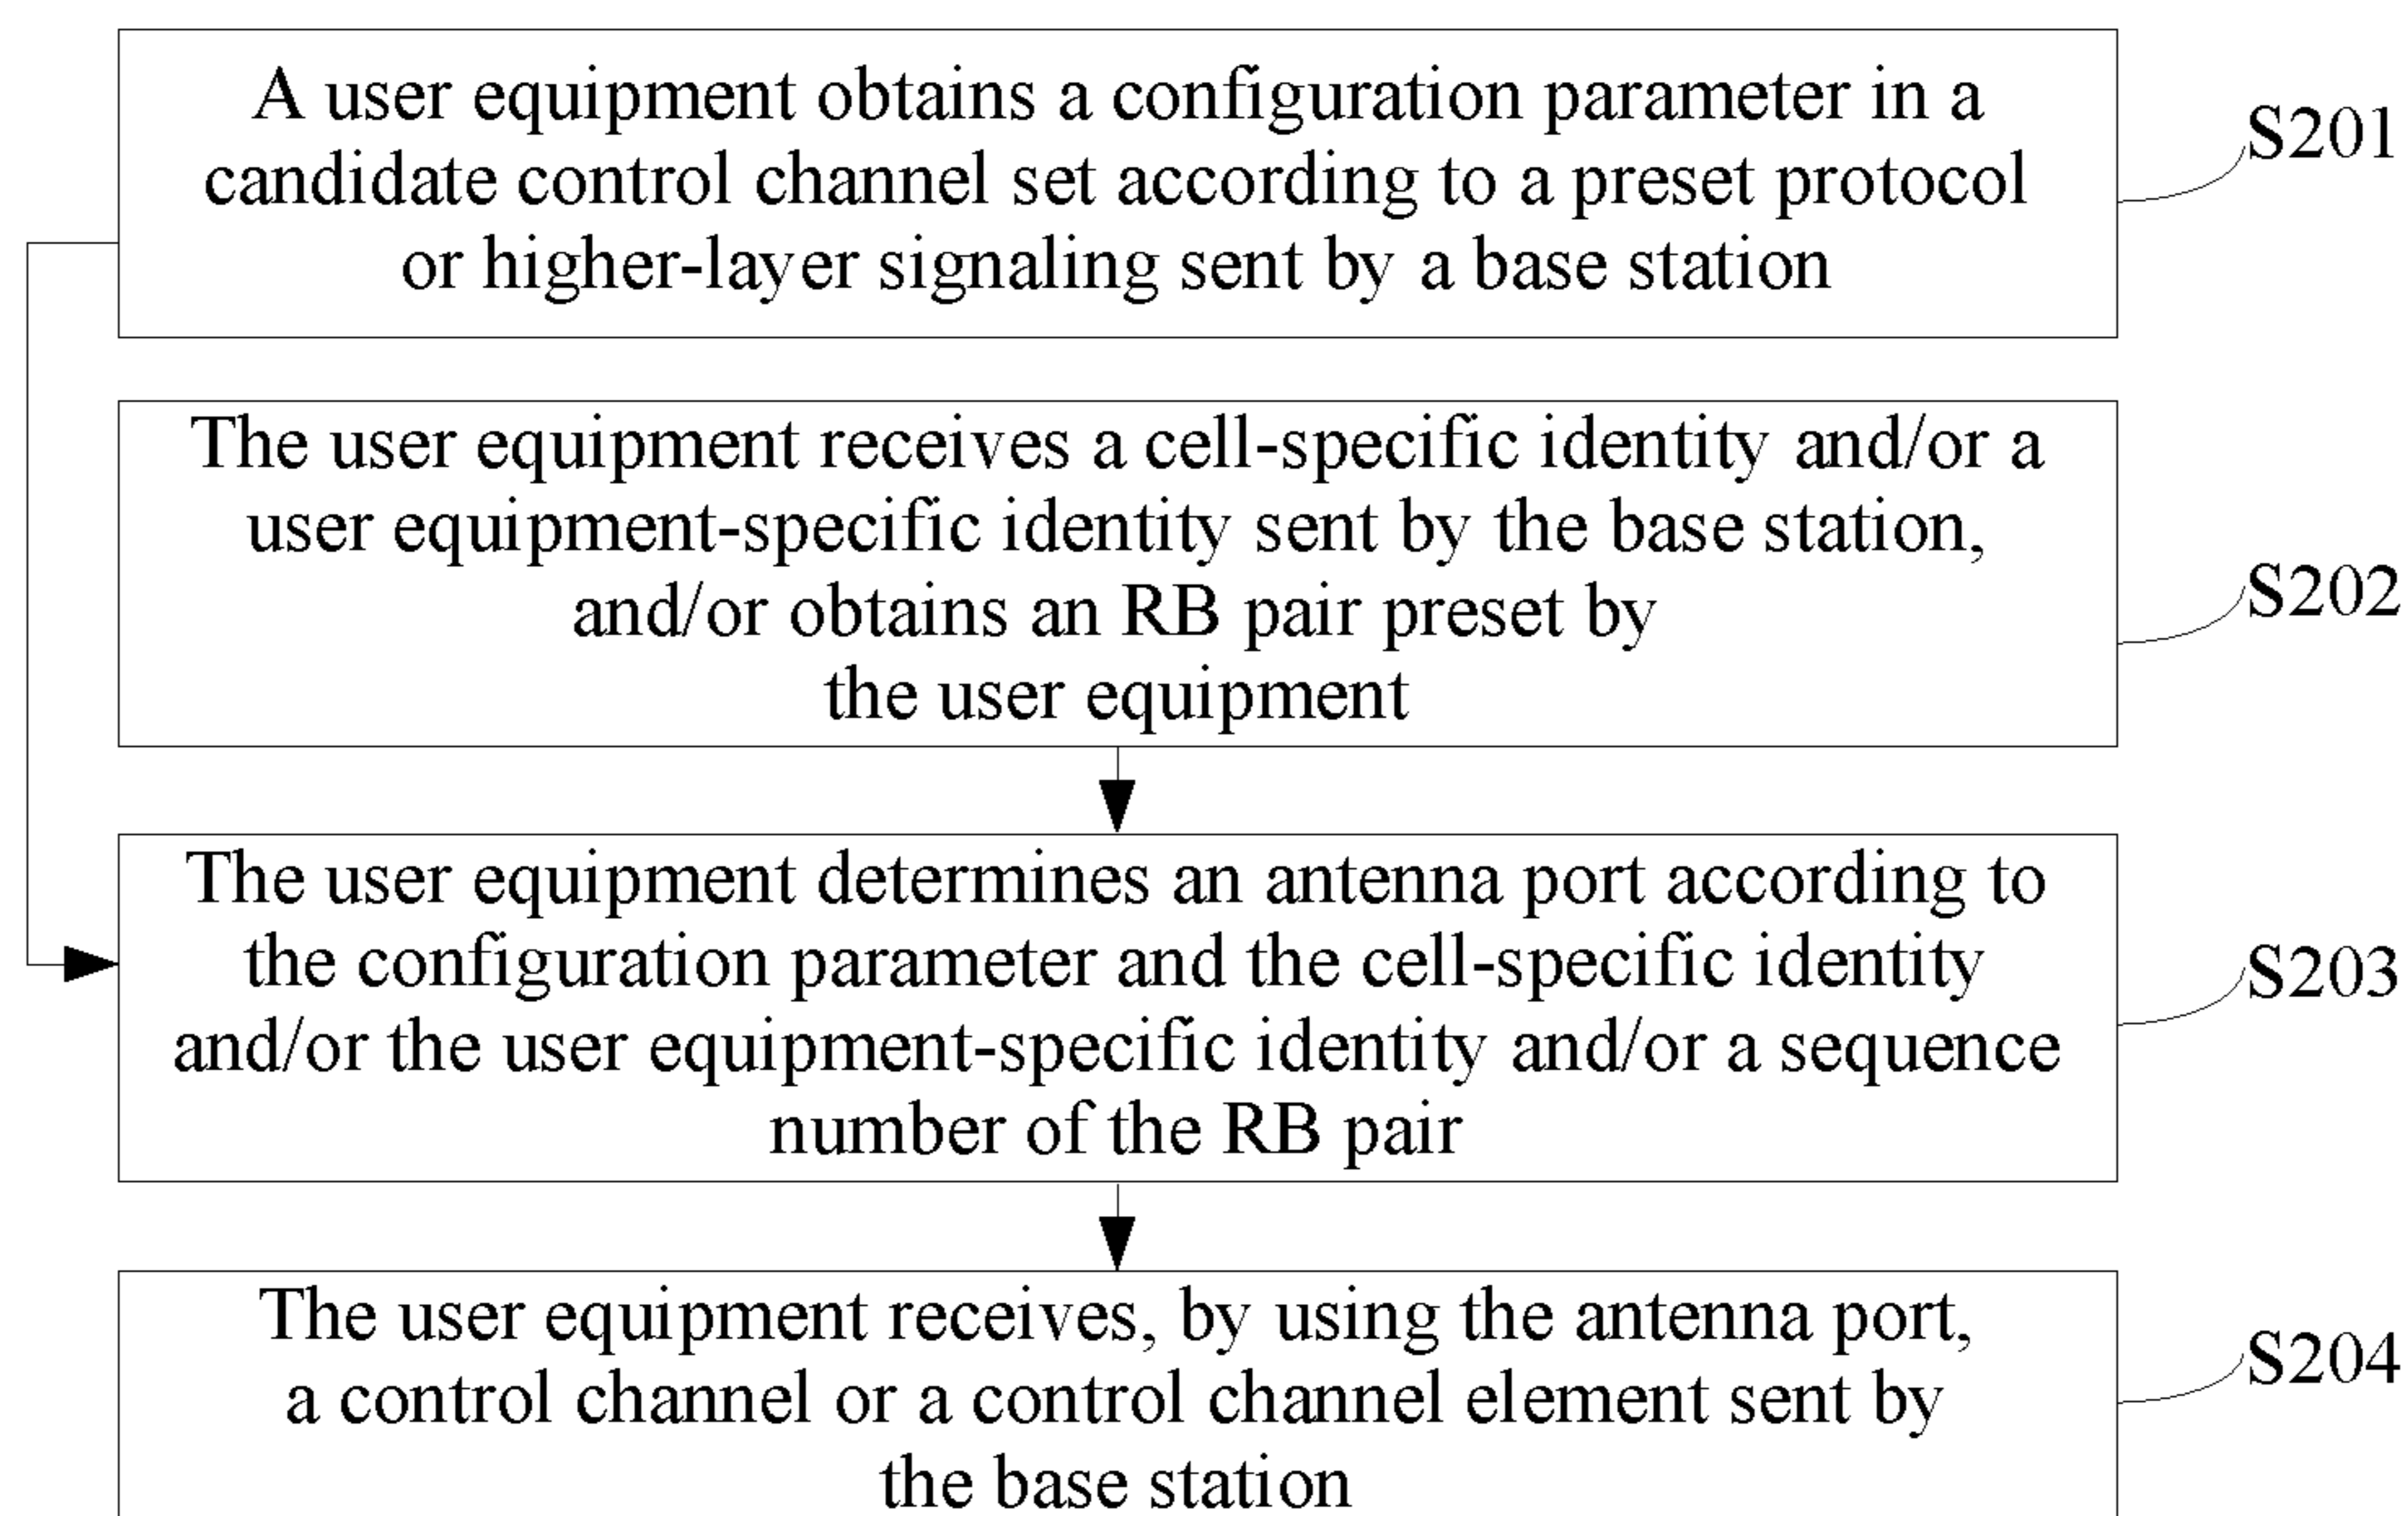 A user equipment obtains a configuration parameter in a
candidate control channel set according to a preset protocol
or higher-layer signaling sent by a base station
S201
The user equipment receives a cell-specific identity and/or a
user equipment-specific identity sent by the base station,
and/or obtains an RB pair preset by
the user equipment
S202
The user equipment determines an antenna port according to
the configuration parameter and the cell-specific identity
and/or the user equipment-specific identity and/or a sequence
number of the RB pair
S203
The user equipment receives, by using the antenna port,
a control channel or a control channel element sent by
the base station
S204